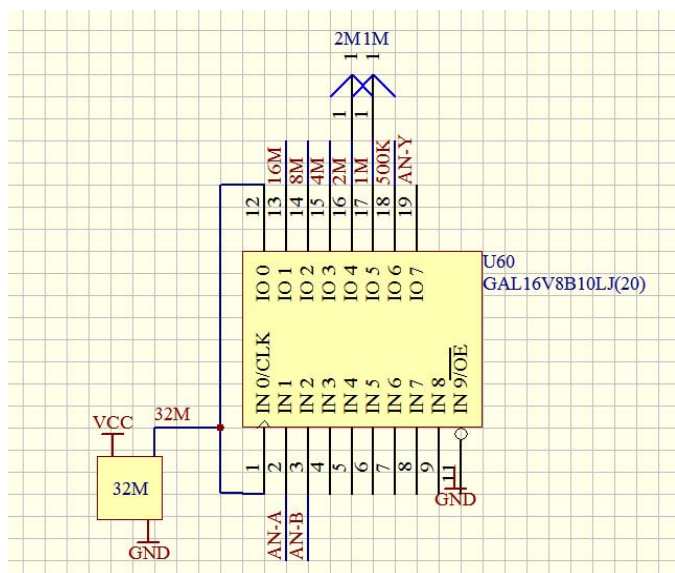 2M 1M
1 1
1 1
16M 8M 4M 2M 1M 500K AN-Y
12 13 14 15 16 17 18 19
U60
GAL16V8B10LJ(20)
IO 0 IO 1 IO 2 IO 3 IO 4 IO 5 IO 6 IO 7
IN 0/CLK IN 1 IN 2 IN 3 IN 4 IN 5 IN 6 IN 7 IN 8 IN 9/OE
VCC
32M
32M
GND
1 2 3 4 5 6 7 8 9 11
GND
AN-A AN-B